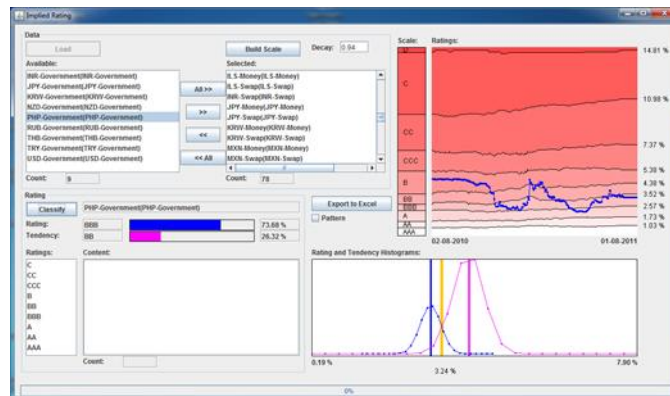 Implied Rating
Data
Load
Build Scale
Decay: 0.94
Available:
Selected:
INR-Government(INR-Government)
JPY-Government(JPY-Government)
KRW-Government(KRW-Government)
NZD-Government(NZD-Government)
PHP-Government(PHP-Government)
RUB-Government(RUB-Government)
THB-Government(THB-Government)
TRY-Government(TRY-Government)
USD-Government(USD-Government)
All >>
>>
<<
<< All
ILS-Money(ILS-Money)
ILS-Swap(ILS-Swap)
INR-Swap(INR-Swap)
JPY-Money(JPY-Money)
JPY-Swap(JPY-Swap)
KRW-Money(KRW-Money)
KRW-Swap(KRW-Swap)
MXN-Money(MXN-Money)
MXN-Swap(MXN-Swap)
Count: 9
Count: 78
Rating
Classify
PHP-Government(PHP-Government)
Rating: BBB 73.68 %
Tendency: BB 26.32 %
Export to Excel
Pattern
Ratings:
Content:
C
CC
CCC
B
BB
BBB
A
AA
AAA
Count:
Scale:
Ratings:
D
C
CC
CCC
B
BB
BBB
A
AA
AAA
14.81 %
10.98 %
7.37 %
5.38 %
4.38 %
3.52 %
2.57 %
1.73 %
1.03 %
02-08-2010
01-08-2011
Rating and Tendency Histograms:
0.19 %
7.90 %
3.24 %
0%